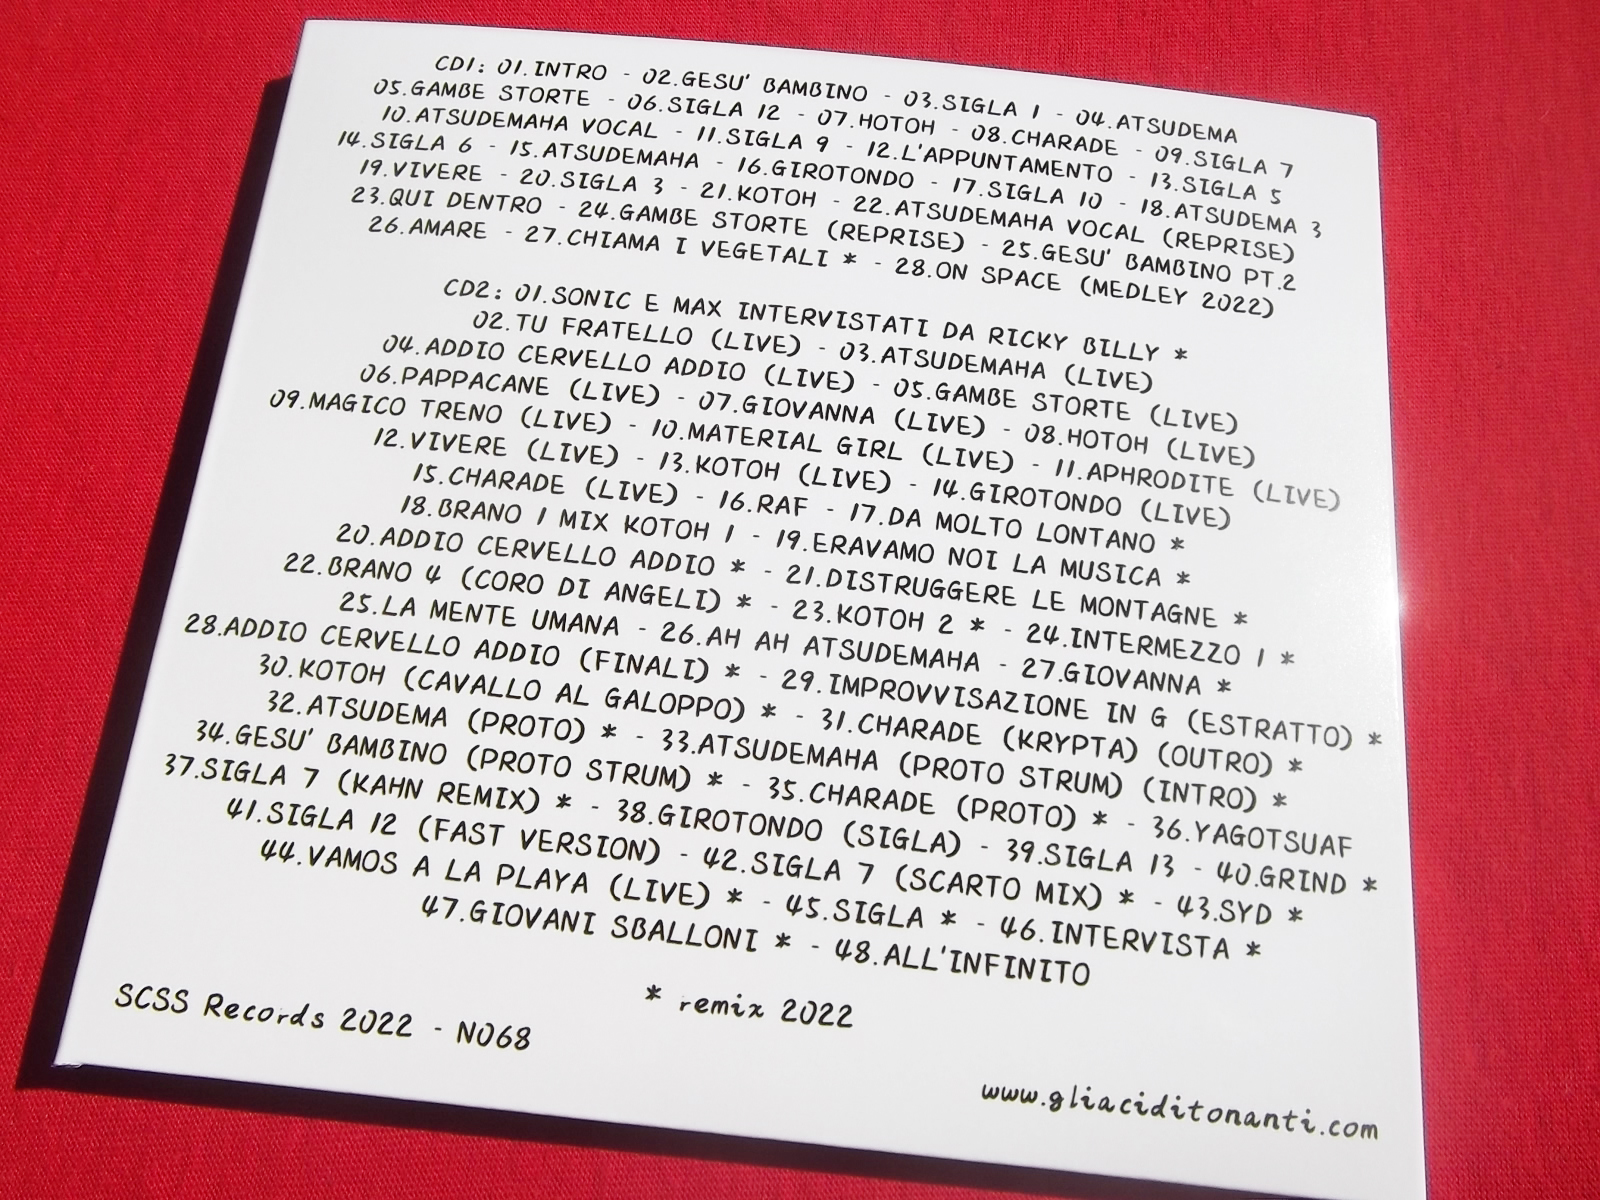 CD1: 01.INTRO - 02.GESU' BAMBINO - 03.SIGLA 1 - 04.ATSUDEMA
05.GAMBE STORTE - 06.SIGLA 12 - 07.HOTOH - 08.CHARADE - 09.SIGLA 7
10.ATSUDEMAHA VOCAL - 11.SIGLA 9 - 12.L'APPUNTAMENTO - 13.SIGLA 5
14.SIGLA 6 - 15.ATSUDEMAHA - 16.GIROTONDO - 17.SIGLA 10 - 18.ATSUDEMA 3
19.VIVERE - 20.SIGLA 3 - 21.KOTOH - 22.ATSUDEMAHA VOCAL (REPRISE)
23.QUI DENTRO - 24.GAMBE STORTE (REPRISE) - 25.GESU' BAMBINO PT.2
26.AMARE - 27.CHIAMA I VEGETALI * - 28.ON SPACE (MEDLEY 2022)
CD2: 01.SONIC E MAX INTERVISTATI DA RICKY BILLY *
02.TU FRATELLO (LIVE) - 03.ATSUDEMAHA (LIVE)
04.ADDIO CERVELLO ADDIO (LIVE) - 05.GAMBE STORTE (LIVE)
06.PAPPACANE (LIVE) - 07.GIOVANNA (LIVE) - 08.HOTOH (LIVE)
09.MAGICO TRENO (LIVE) - 10.MATERIAL GIRL (LIVE) - 11.APHRODITE (LIVE)
12.VIVERE (LIVE) - 13.KOTOH (LIVE) - 14.GIROTONDO (LIVE)
15.CHARADE (LIVE) - 16.RAF - 17.DA MOLTO LONTANO *
18.BRANO 1 MIX KOTOH 1 - 19.ERAVAMO NOI LA MUSICA *
20.ADDIO CERVELLO ADDIO * - 21.DISTRUGGERE LE MONTAGNE *
22.BRANO 4 (CORO DI ANGELI) * - 23.KOTOH 2 * - 24.INTERMEZZO 1 *
25.LA MENTE UMANA - 26.AH AH ATSUDEMAHA - 27.GIOVANNA *
28.ADDIO CERVELLO ADDIO (FINALI) * - 29.IMPROVVISAZIONE IN G (ESTRATTO) *
30.KOTOH (CAVALLO AL GALOPPO) * - 31.CHARADE (KRYPTA) (OUTRO) *
32.ATSUDEMA (PROTO) * - 33.ATSUDEMAHA (PROTO STRUM) (INTRO) *
34.GESU' BAMBINO (PROTO STRUM) * - 35.CHARADE (PROTO) * - 36.YAGOTSUAF
37.SIGLA 7 (KAHN REMIX) * - 38.GIROTONDO (SIGLA) - 39.SIGLA 13 - 40.GRIND *
41.SIGLA 12 (FAST VERSION) - 42.SIGLA 7 (SCARTO MIX) * - 43.SYD *
44.VAMOS A LA PLAYA (LIVE) * - 45.SIGLA * - 46.INTERVISTA *
47.GIOVANI SBALLONI * - 48.ALL'INFINITO
* remix 2022
SCSS Records 2022 - N068
www.gliaciditonanti.com